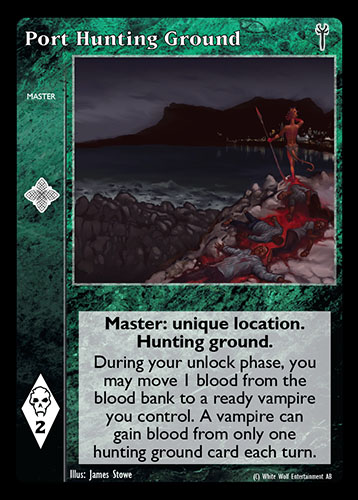 Port Hunting Ground
MASTER
Master: unique location.
Hunting ground.
During your unlock phase, you
may move 1 blood from the
blood bank to a ready vampire
you control. A vampire can
gain blood from only one
hunting ground card each turn.
2
Illus: James Stowe
(C) White Wolf Entertainment AB